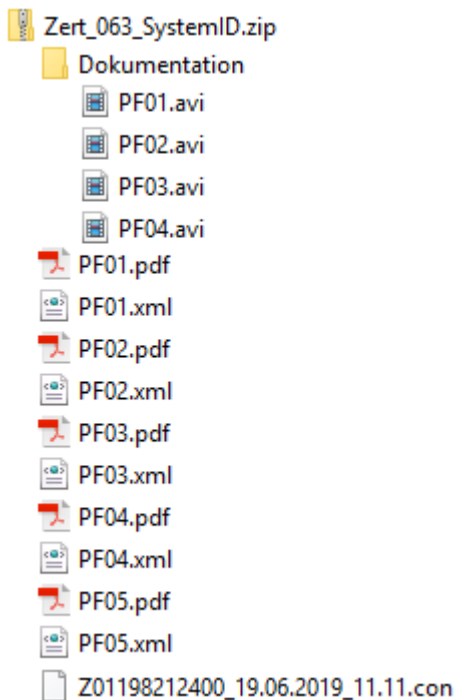 Zert_063_SystemID.zip
Dokumentation
PF01.avi
PF02.avi
PF03.avi
PF04.avi
PF01.pdf
PF01.xml
PF02.pdf
PF02.xml
PF03.pdf
PF03.xml
PF04.pdf
PF04.xml
PF05.pdf
PF05.xml
Z01198212400_19.06.2019_11.11.con